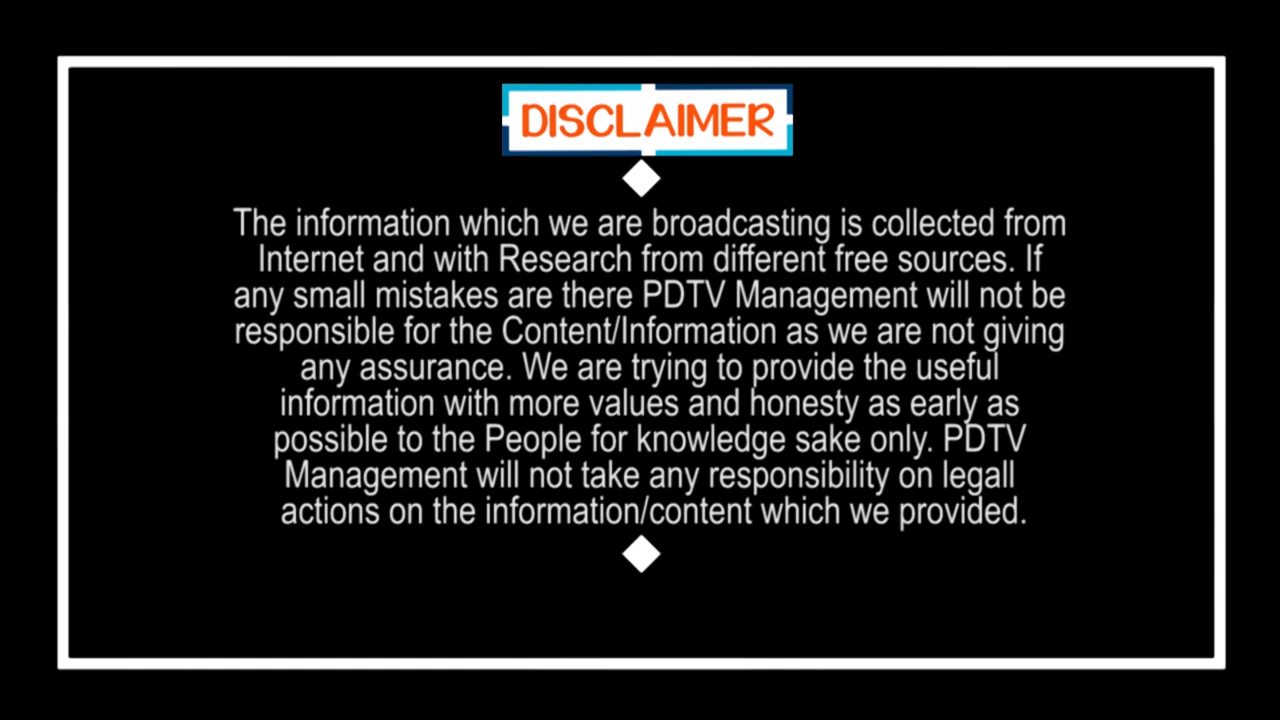 DISCLAIMER
The information which we are broadcasting is collected from
Internet and with Research from different free sources. If
any small mistakes are there PDTV Management will not be
responsible for the Content/Information as we are not giving
any assurance. We are trying to provide the useful
information with more values and honesty as early as
possible to the People for knowledge sake only. PDTV
Management will not take any responsibility on legall
actions on the information/content which we provided.